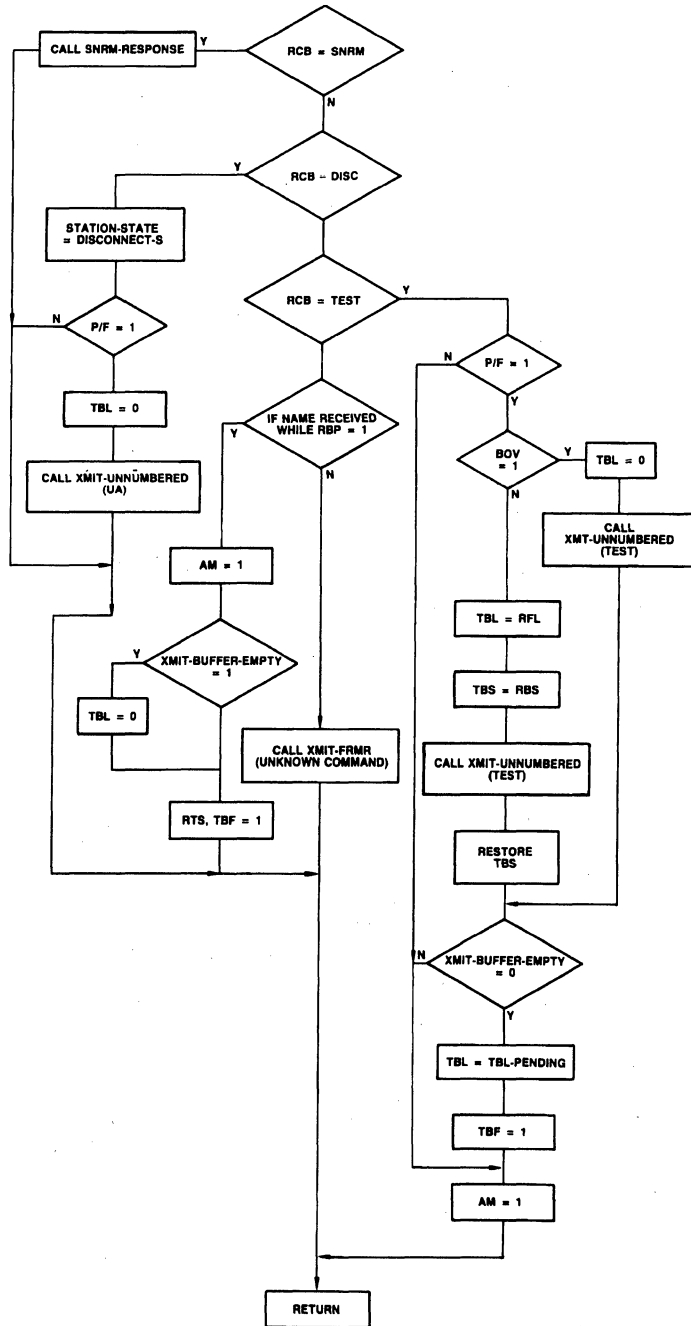 CALL SNRM-RESPONSE
Y
RCB = SNRM
N
Y
RCB - DISC
STATION-STATE
= DISCONNECT-S
RCB = TEST
Y
N
P/F = 1
N
P/F = 1
Y
TBL = 0
IF NAME RECEIVED
WHILE RBP = 1
Y
N
BOV
= 1
Y
N
TBL = 0
CALL XMIT-UNNUMBERED
(UA)
CALL
XMT-UNNUMBERED
(TEST)
AM = 1
TBL = RFL
XMIT-BUFFER-EMPTY
= 1
Y
TBS = RBS
TBL = 0
CALL XMIT-FRMR
(UNKNOWN COMMAND)
CALL XMIT-UNNUMBERED
(TEST)
RTS, TBF = 1
RESTORE
TBS
N
XMIT-BUFFER-EMPTY
= 0
Y
TBL = TBL-PENDING
TBF = 1
AM = 1
RETURN